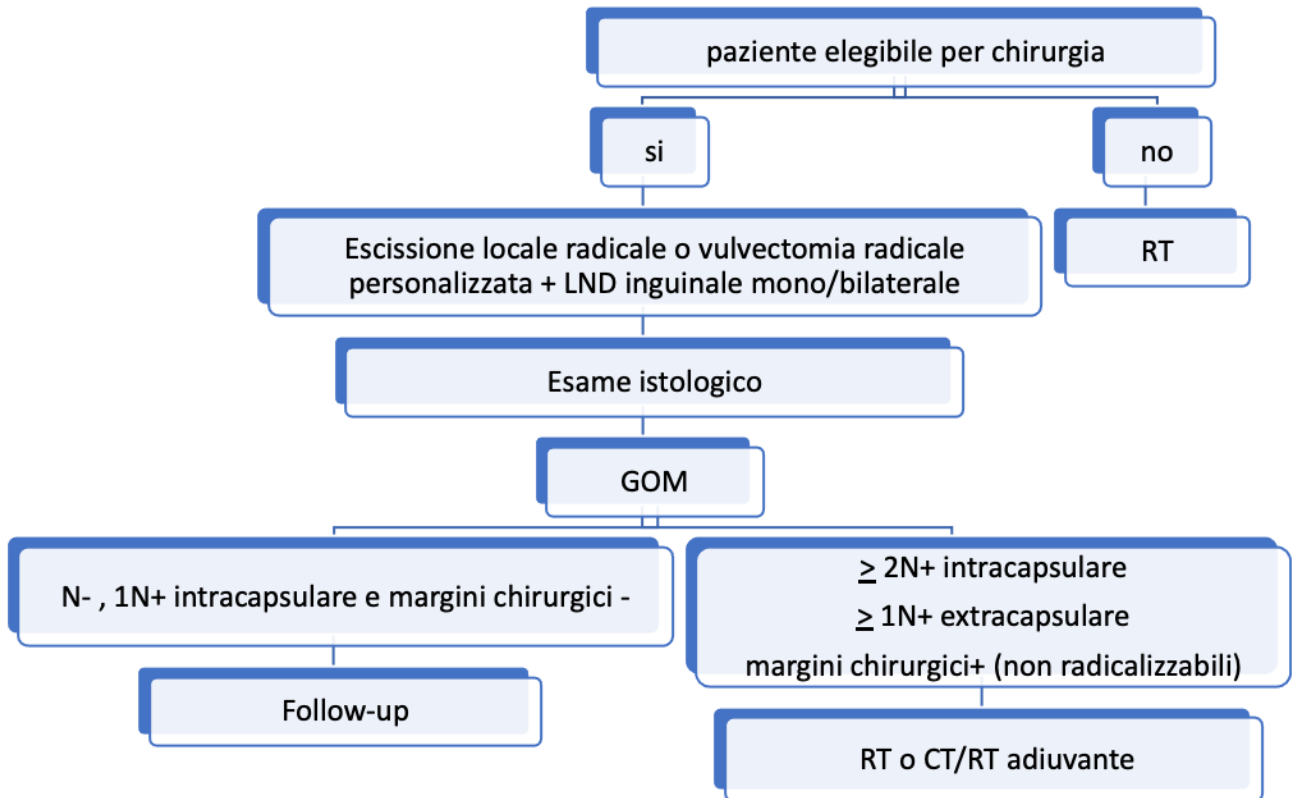 paziente elegibile per chirurgia
si
no
Escissione locale radicale o vulvectomia radicale
personalizzata + LND inguinale mono/bilaterale
RT
Esame istologico
GOM
N- , 1N+ intracapsulare e margini chirurgici -
≥ 2N+ intracapsulare
≥ 1N+ extracapsulare
margini chirurgici+ (non radicalizzabili)
Follow-up
RT o CT/RT adiuvante